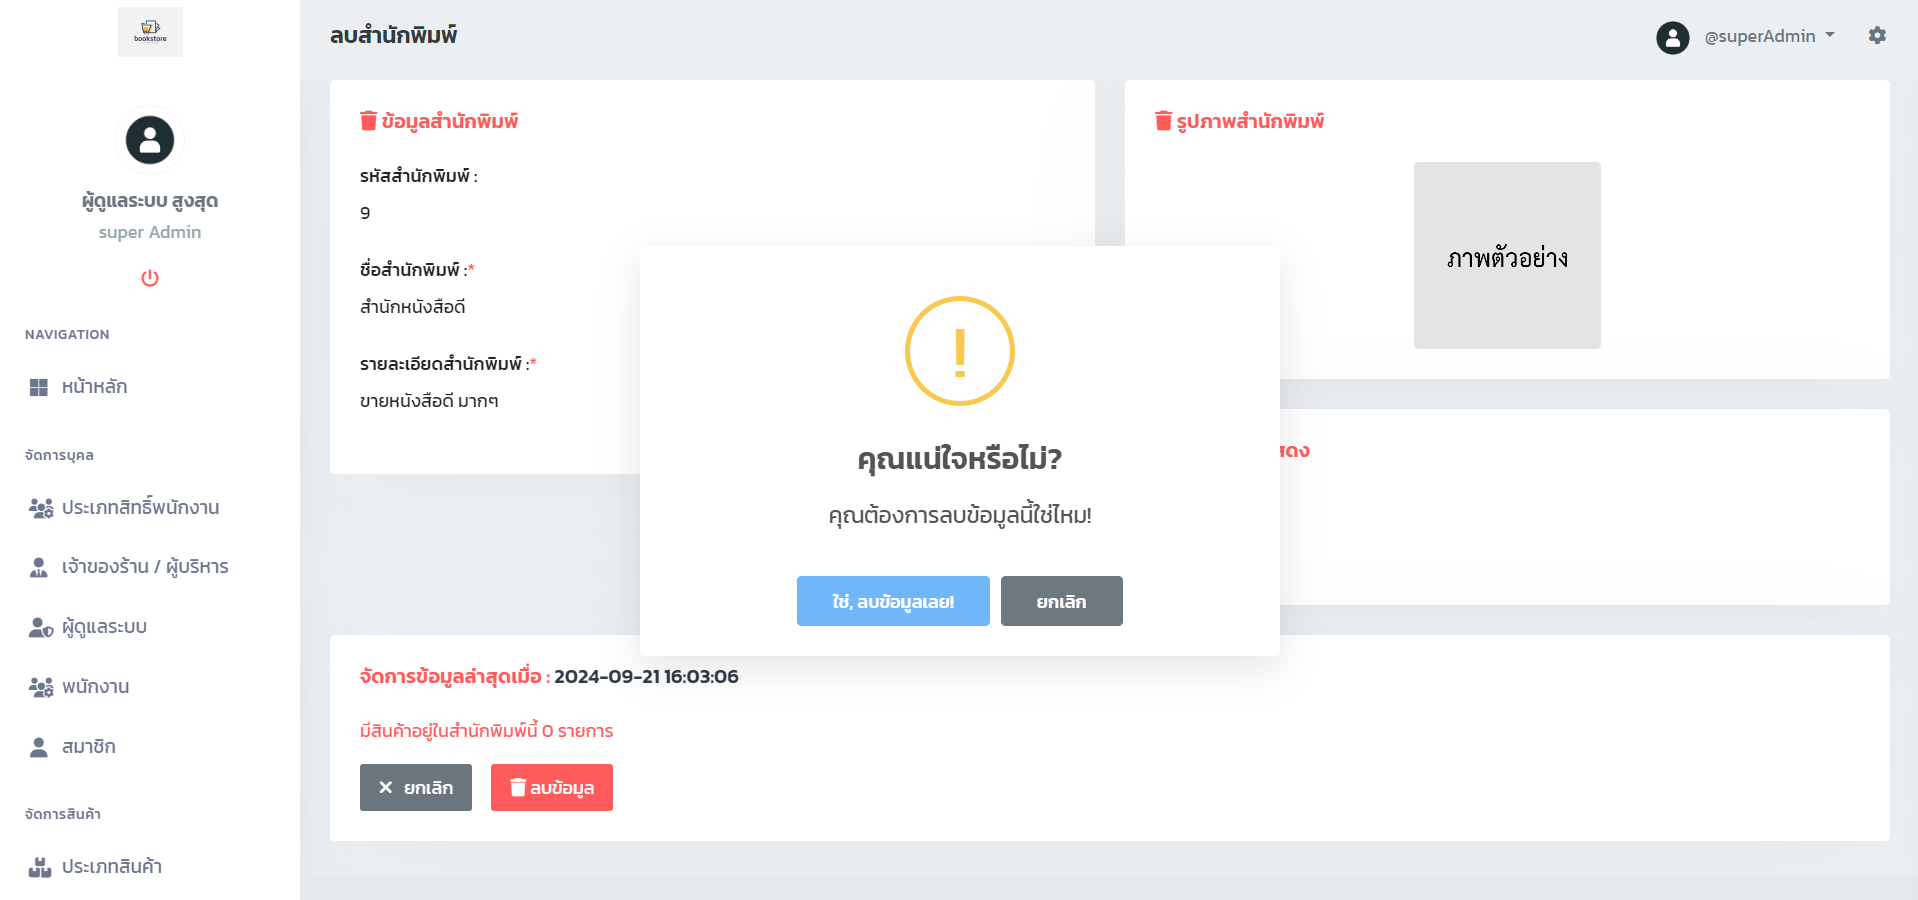 bookstore
ผู้ดูแลระบบ สูงสุด
super Admin
NAVIGATION
หน้าหลัก
จัดการบุคล
ประเภทสิทธิ์พนักงาน
เจ้าของร้าน / ผู้บริหาร
ผู้ดูแลระบบ
พนักงาน
สมาชิก
จัดการสินค้า
ประเภทสินค้า
ลบสำนักพิมพ์
@superAdmin
ข้อมูลสำนักพิมพ์
รหัสสำนักพิมพ์ :
9
ชื่อสำนักพิมพ์ :*
สำนักหนังสือดี
รายละเอียดสำนักพิมพ์ :*
ขายหนังสือดี มากๆ
รูปภาพสำนักพิมพ์
ภาพตัวอย่าง
คุณแน่ใจหรือไม่?
คุณต้องการลบข้อมูลนี้ใช่ไหม!
ใช่, ลบข้อมูลเลย!
ยกเลิก
จัดการข้อมูลล่าสุดเมื่อ : 2024-09-21 16:03:06
มีสินค้าอยู่ในสำนักพิมพ์นี้ 0 รายการ
ยกเลิก
ลบข้อมูล